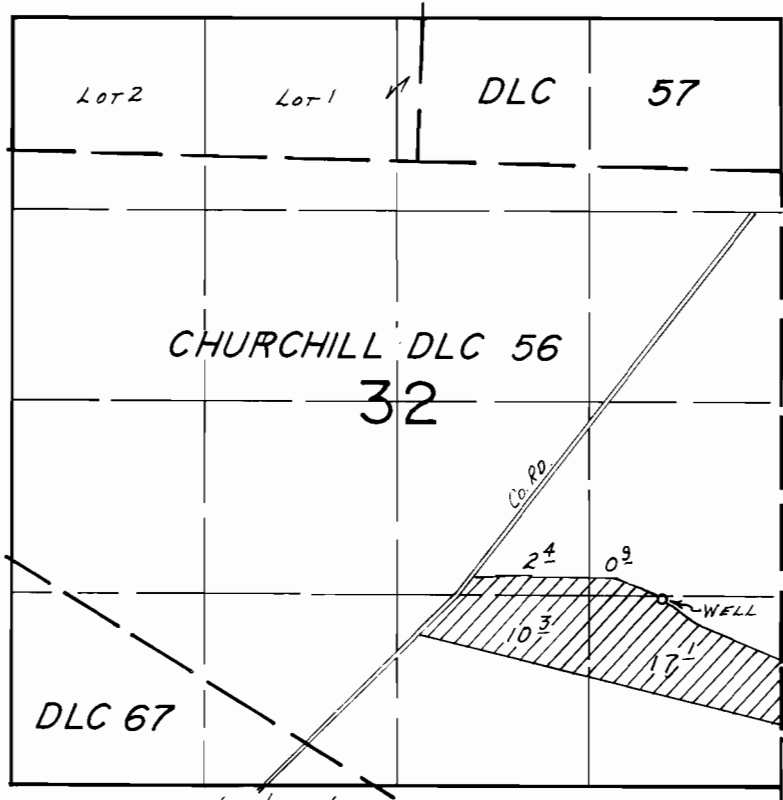 LOT 2 LOT 1 DLC 57
CHURCHILL DLC 56
32
CO. RD.
2 4 0 9
WELL
10 3
17 1
DLC 67